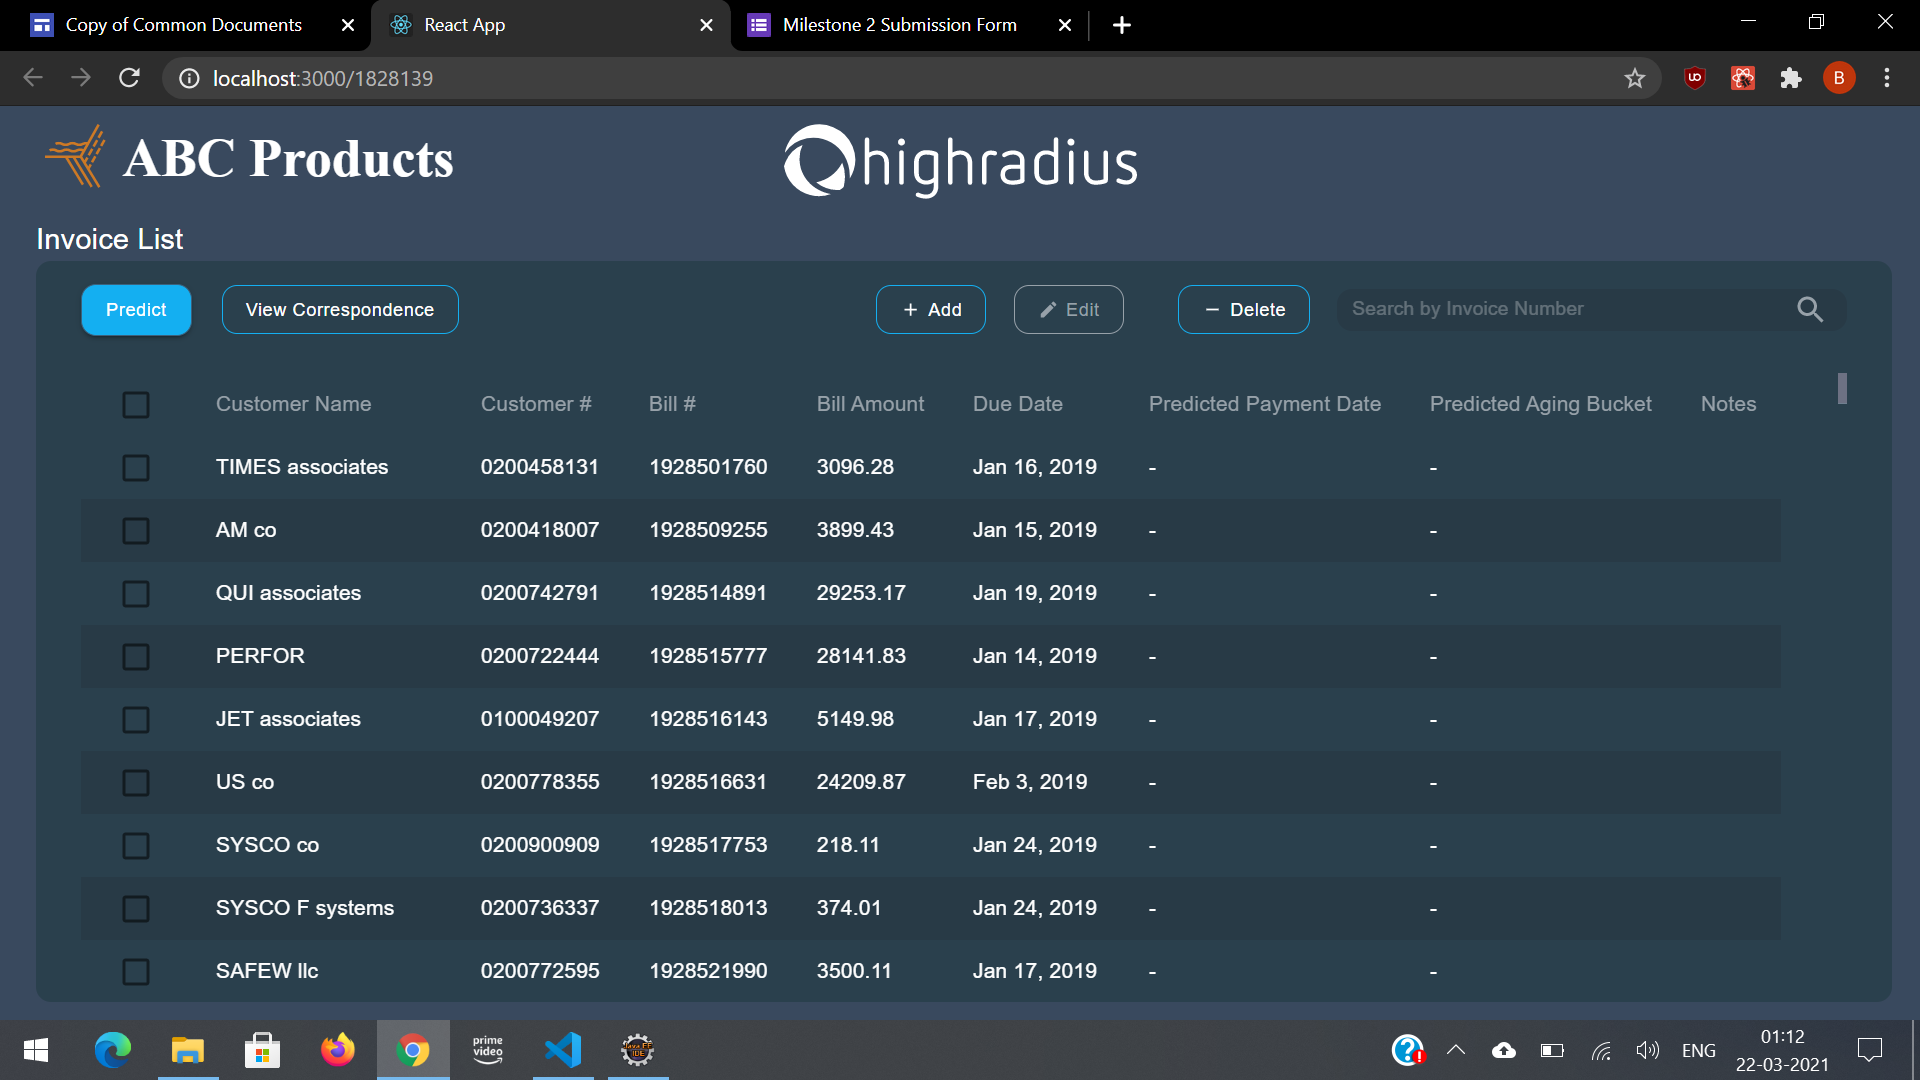 Copy of Common Documents
React App
Milestone 2 Submission Form
localhost:3000/1828139
B
ABC Products
highradius
Invoice List
Predict
View Correspondence
+ Add
Edit
− Delete
Search by Invoice Number
Customer Name Customer # Bill # Bill Amount Due Date Predicted Payment Date Predicted Aging Bucket Notes
TIMES associates 0200458131 1928501760 3096.28 Jan 16, 2019 - -
AM co 0200418007 1928509255 3899.43 Jan 15, 2019 - -
QUI associates 0200742791 1928514891 29253.17 Jan 19, 2019 - -
PERFOR 0200722444 1928515777 28141.83 Jan 14, 2019 - -
JET associates 0100049207 1928516143 5149.98 Jan 17, 2019 - -
US co 0200778355 1928516631 24209.87 Feb 3, 2019 - -
SYSCO co 0200900909 1928517753 218.11 Jan 24, 2019 - -
SYSCO F systems 0200736337 1928518013 374.01 Jan 24, 2019 - -
SAFEW llc 0200772595 1928521990 3500.11 Jan 17, 2019 - -
prime
video
Java EE
IDE
ENG
01:12
22-03-2021